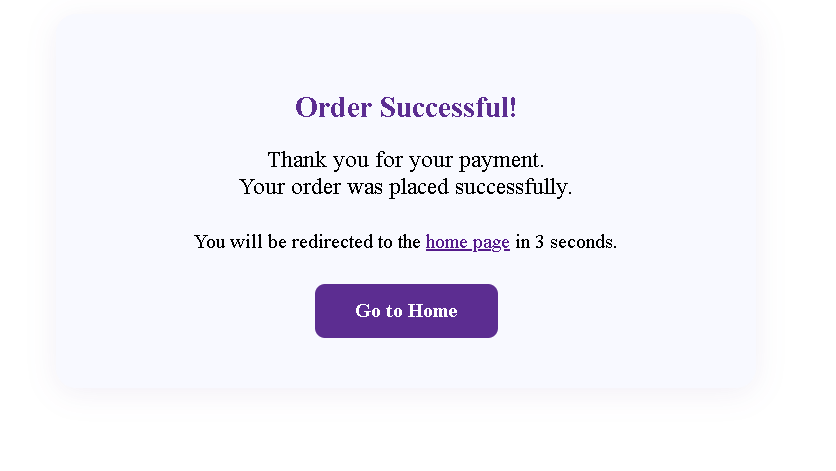 Order Successful!
Thank you for your payment.
Your order was placed successfully.
You will be redirected to the home page in 3 seconds.
Go to Home